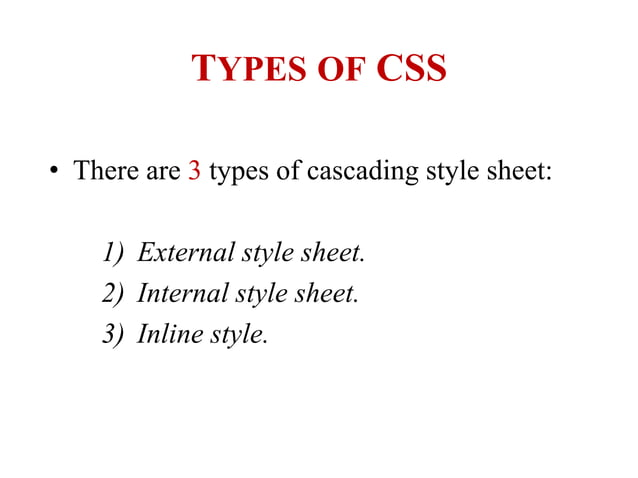 TYPES OF CSS
• There are 3 types of cascading style sheet:
1) External style sheet.
2) Internal style sheet.
3) Inline style.